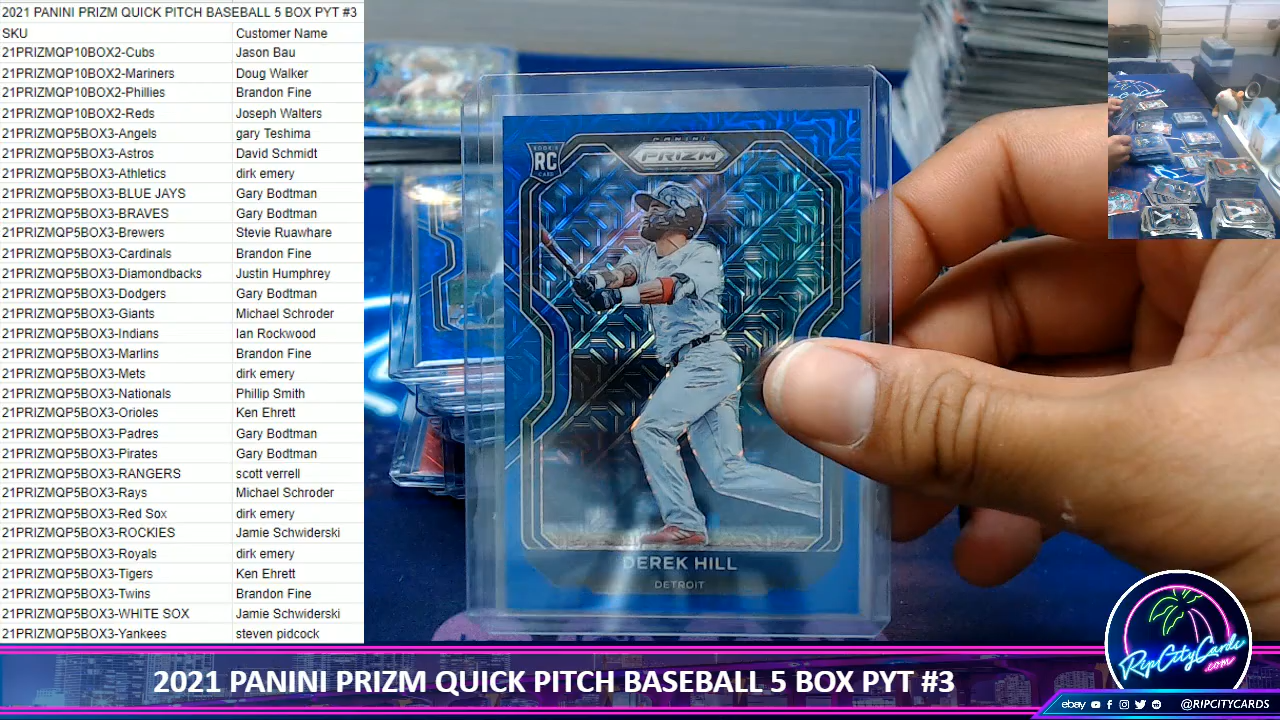 2021 PANINI PRIZM QUICK PITCH BASEBALL 5 BOX PYT #3
SKU Customer Name
21PRIZMQP10BOX2-Cubs Jason Bau
21PRIZMQP10BOX2-Mariners Doug Walker
21PRIZMQP10BOX2-Phillies Brandon Fine
21PRIZMQP10BOX2-Reds Joseph Walters
21PRIZMQP5BOX3-Angels gary Teshima
21PRIZMQP5BOX3-Astros David Schmidt
21PRIZMQP5BOX3-Athletics dirk emery
21PRIZMQP5BOX3-BLUE JAYS Gary Bodtman
21PRIZMQP5BOX3-BRAVES Gary Bodtman
21PRIZMQP5BOX3-Brewers Stevie Ruawhare
21PRIZMQP5BOX3-Cardinals Brandon Fine
21PRIZMQP5BOX3-Diamondbacks Justin Humphrey
21PRIZMQP5BOX3-Dodgers Gary Bodtman
21PRIZMQP5BOX3-Giants Michael Schroder
21PRIZMQP5BOX3-Indians Ian Rockwood
21PRIZMQP5BOX3-Marlins Brandon Fine
21PRIZMQP5BOX3-Mets dirk emery
21PRIZMQP5BOX3-Nationals Phillip Smith
21PRIZMQP5BOX3-Orioles Ken Ehrett
21PRIZMQP5BOX3-Padres Gary Bodtman
21PRIZMQP5BOX3-Pirates Gary Bodtman
21PRIZMQP5BOX3-RANGERS scott verrell
21PRIZMQP5BOX3-Rays Michael Schroder
21PRIZMQP5BOX3-Red Sox dirk emery
21PRIZMQP5BOX3-ROCKIES Jamie Schwiderski
21PRIZMQP5BOX3-Royals dirk emery
21PRIZMQP5BOX3-Tigers Ken Ehrett
21PRIZMQP5BOX3-Twins Brandon Fine
21PRIZMQP5BOX3-WHITE SOX Jamie Schwiderski
21PRIZMQP5BOX3-Yankees steven pidcock
PANINI
PRIZM
ROOKIE
RC
CARD
DEREK HILL
DETROIT
2021 PANINI PRIZM QUICK PITCH BASEBALL 5 BOX PYT #3
RipCityCards
.com
ebay @RIPCITYCARDS